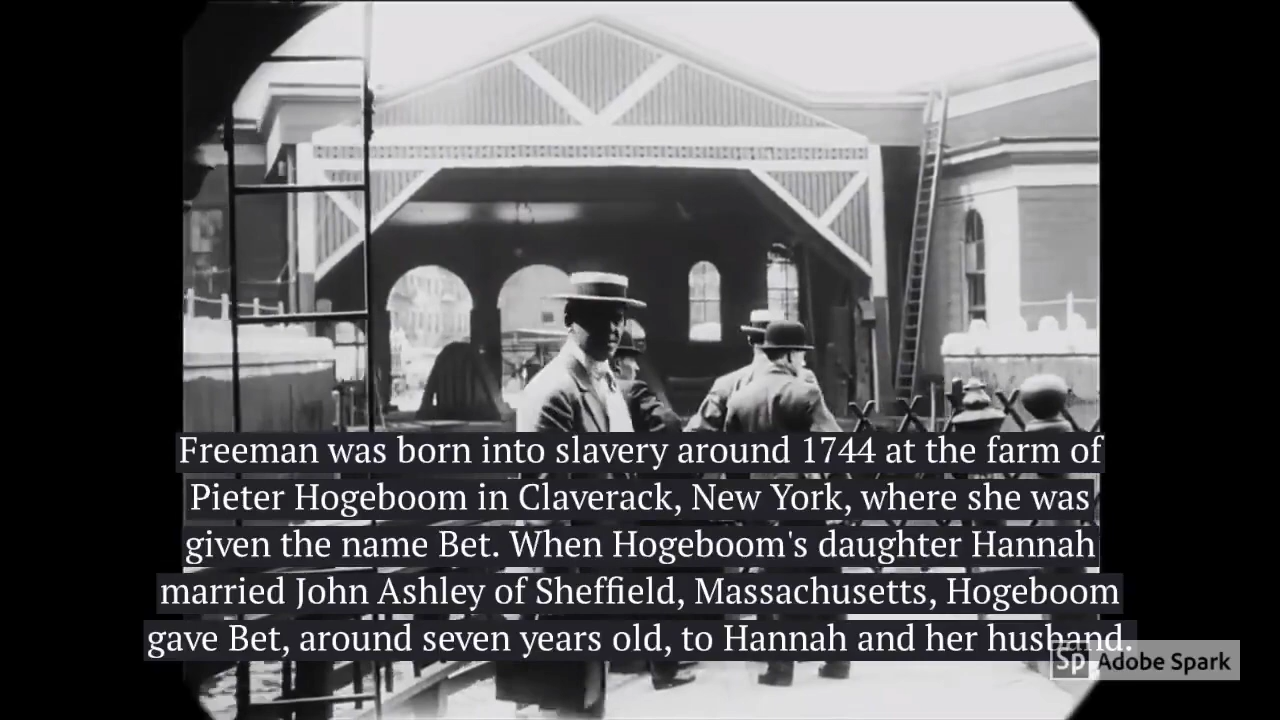 Freeman was born into slavery around 1744 at the farm of
Pieter Hogeboom in Claverack, New York, where she was
given the name Bet. When Hogeboom's daughter Hannah
married John Ashley of Sheffield, Massachusetts, Hogeboom
gave Bet, around seven years old, to Hannah and her husband.
Sp Adobe Spark